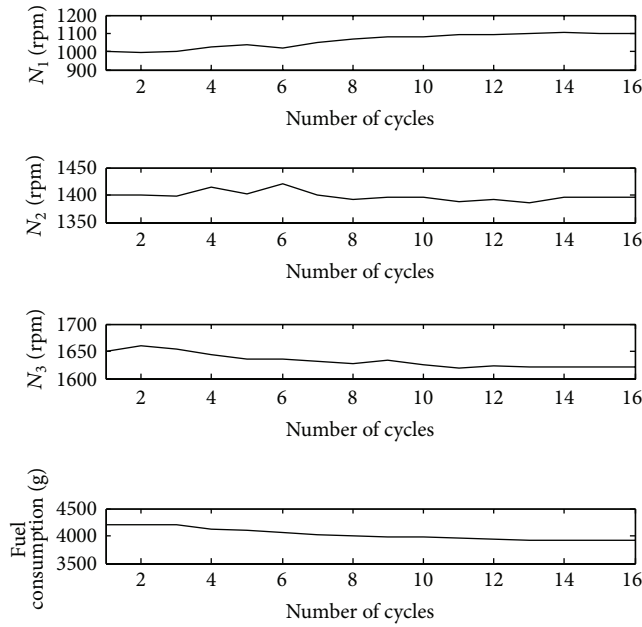 1200
1100
1000
900
N1 (rpm)
2 4 6 8 10 12 14 16
Number of cycles
1450
1400
1350
N2 (rpm)
2 4 6 8 10 12 14 16
Number of cycles
1700
1650
1600
N3 (rpm)
2 4 6 8 10 12 14 16
Number of cycles
4500
4000
3500
Fuel
consumption (g)
2 4 6 8 10 12 14 16
Number of cycles